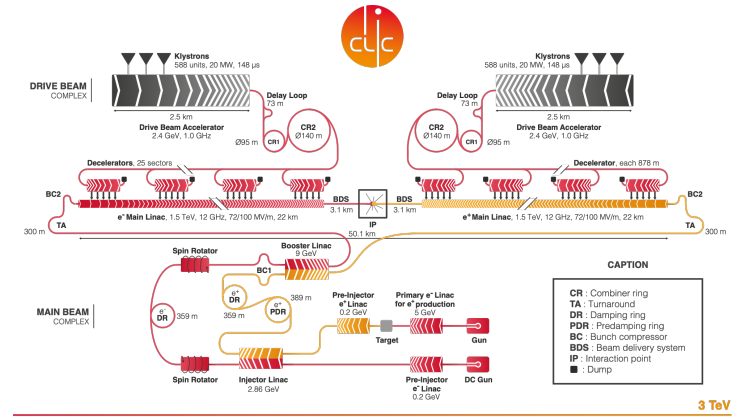 clic
Klystrons
588 units, 20 MW, 148 µs
Klystrons
588 units, 20 MW, 148 µs
DRIVE BEAM
COMPLEX
Delay Loop
73 m
Delay Loop
73 m
2.5 km
Drive Beam Accelerator
2.4 GeV, 1.0 GHz
CR2
Ø140 m
CR1
Ø95 m
CR2
Ø140 m
CR1
Ø95 m
2.5 km
Drive Beam Accelerator
2.4 GeV, 1.0 GHz
Decelerators, 25 sectors
Decelerator, each 878 m
BC2
BDS
3.1 km
BDS
3.1 km
BC2
TA
e⁻ Main Linac, 1.5 TeV, 12 GHz, 72/100 MV/m, 22 km
IP
e⁺ Main Linac, 1.5 TeV, 12 GHz, 72/100 MV/m, 22 km
TA
300 m
50.1 km
300 m
Spin Rotator
Booster Linac
9 GeV
BC1
MAIN BEAM
COMPLEX
e⁻
DR
359 m
e⁺
DR
359 m
e⁺
PDR
389 m
Pre-Injector
e⁺ Linac
0.2 GeV
Primary e⁻ Linac
for e⁺ production
5 GeV
Target
Gun
Spin Rotator
Injector Linac
2.86 GeV
Pre-Injector
e⁻ Linac
0.2 GeV
DC Gun
CAPTION
CR : Combiner ring
TA : Turnaround
DR : Damping ring
PDR : Predamping ring
BC : Bunch compressor
BDS : Beam delivery system
IP : Interaction point
: Dump
3 TeV